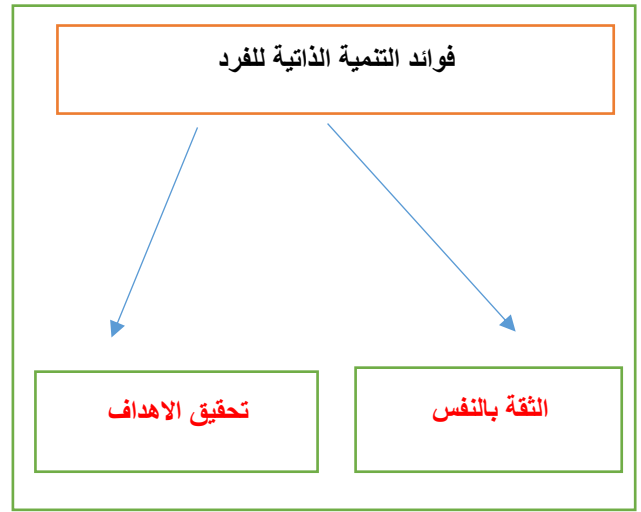 فوائد التنمية الذاتية للفرد
الثقة بالنفس
تحقيق الاهداف